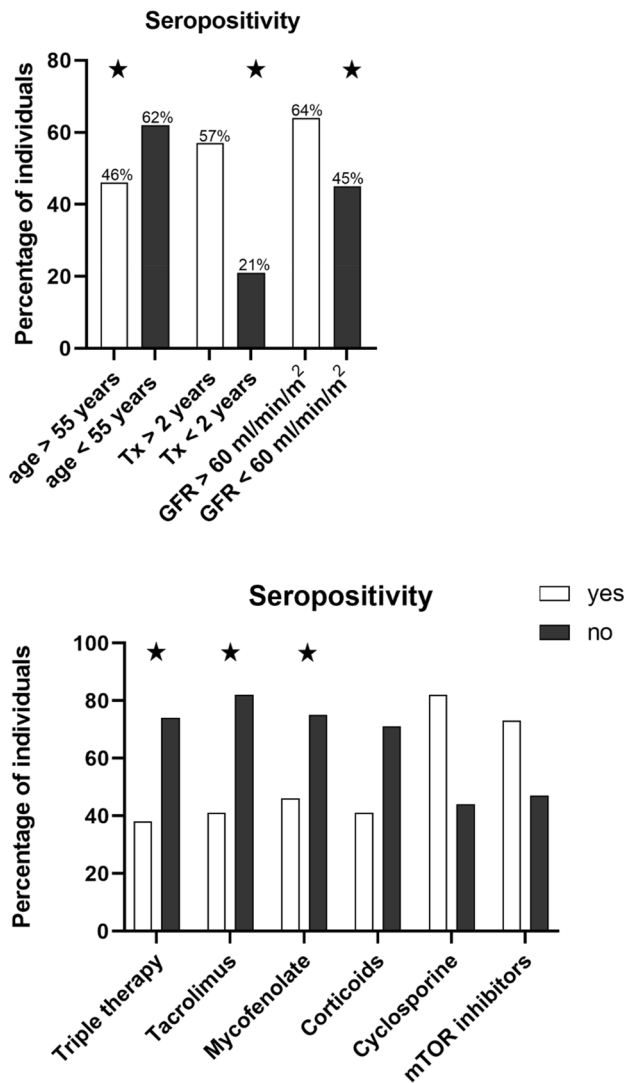 Seropositivity
Percentage of individuals
80
60
40
20
0
46%
62%
57%
21%
64%
45%
age > 55 years
age < 55 years
Tx > 2 years
Tx < 2 years
GFR > 60 ml/min/m²
GFR < 60 ml/min/m²
Seropositivity
yes
no
Percentage of individuals
100
80
60
40
20
0
Triple therapy
Tacrolimus
Mycofenolate
Corticoids
Cyclosporine
mTOR inhibitors